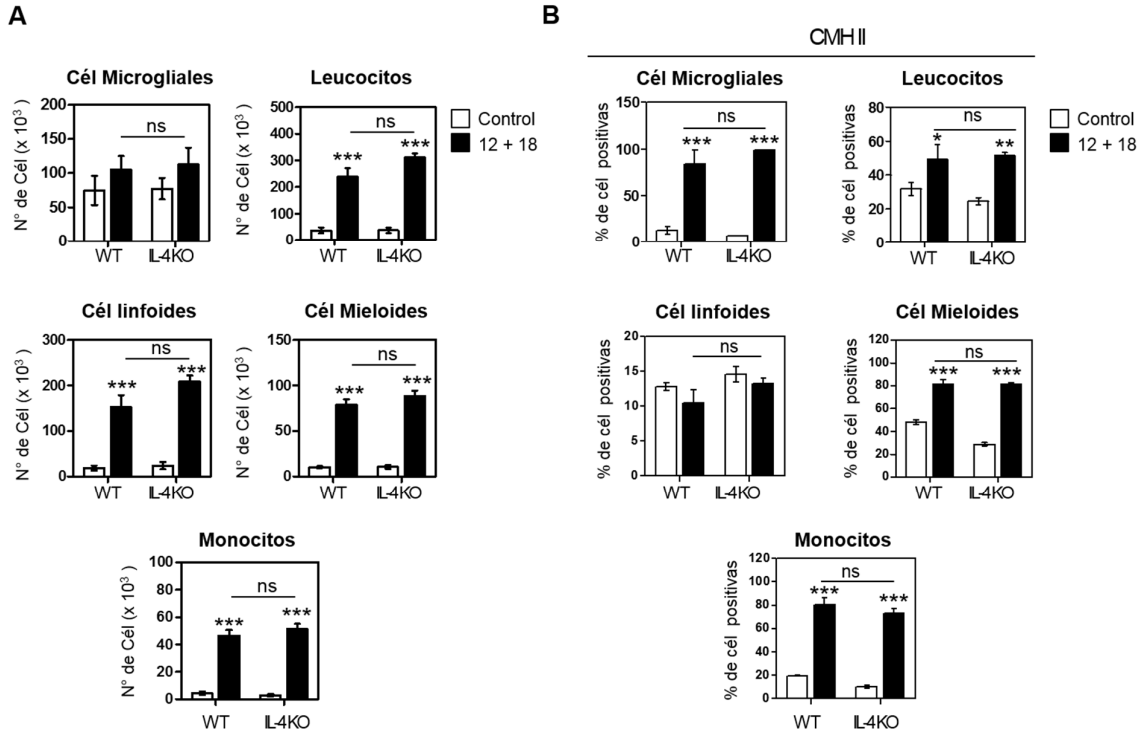 A
Cél Microgliales
N° de Cél (x 10³ )
200
150
100
50
0
ns
WT
IL-4KO
Leucocitos
N° de Cél (x 10³ )
500
400
300
200
100
0
ns
***
***
WT
IL-4KO
Control
12 + 18
Cél linfoides
N° de Cél (x 10³ )
300
200
100
0
ns
***
***
WT
IL-4KO
Cél Mieloides
N° de Cél (x 10³ )
150
100
50
0
ns
***
***
WT
IL-4KO
Monocitos
N° de Cél (x 10³ )
100
80
60
40
20
0
ns
***
***
WT
IL-4KO
B
CMH II
Cél Microgliales
% de cél positivas
150
100
50
0
ns
***
***
WT
IL-4KO
Leucocitos
% de cél positivas
80
60
40
20
0
ns
*
**
WT
IL-4KO
Control
12 + 18
Cél linfoides
% de cél positivas
20
15
10
5
0
ns
WT
IL-4KO
Cél Mieloides
% de cél positivas
120
100
80
60
40
20
0
ns
***
***
WT
IL-4KO
Monocitos
% de cél positivas
120
100
80
60
40
20
0
ns
***
***
WT
IL-4KO